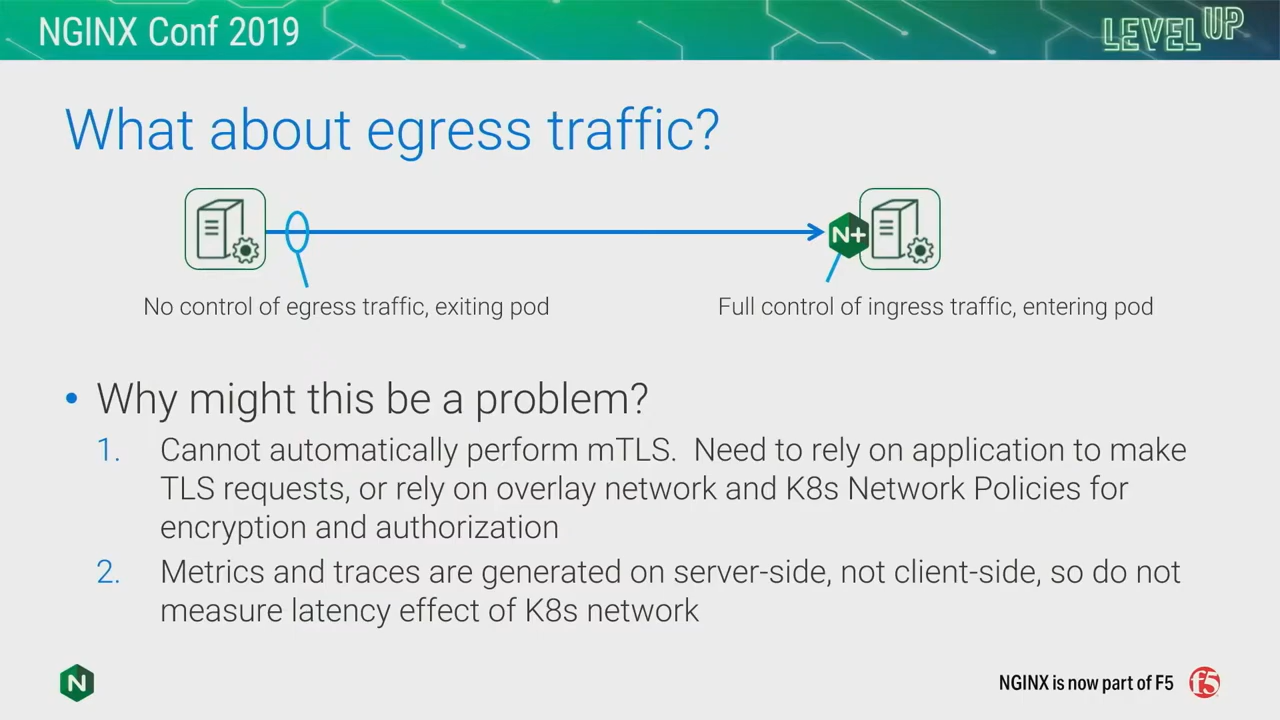 NGINX Conf 2019
LEVEL UP
What about egress traffic?
N+
No control of egress traffic, exiting pod
Full control of ingress traffic, entering pod
• Why might this be a problem?
1. Cannot automatically perform mTLS.  Need to rely on application to make
TLS requests, or rely on overlay network and K8s Network Policies for
encryption and authorization
2. Metrics and traces are generated on server-side, not client-side, so do not
measure latency effect of K8s network
N
NGINX is now part of F5
f5